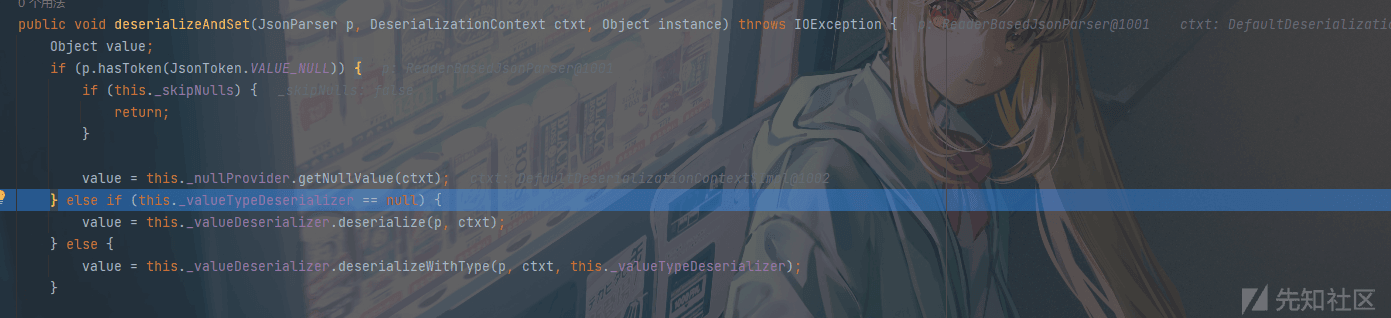 0 个用法
public void deserializeAndSet(JsonParser p, DeserializationContext ctxt, Object instance) throws IOException { p: ReaderBasedJsonParser@1001 ctxt: DefaultDeserializatio
Object value;
if (p.hasToken(JsonToken.VALUE_NULL)) { p: ReaderBasedJsonParser@1001
if (this._skipNulls) { _skipNulls: false
return;
}
value = this._nullProvider.getNullValue(ctxt); ctxt: DefaultDeserializationContext$Impl@1002
} else if (this._valueTypeDeserializer == null) {
value = this._valueDeserializer.deserialize(p, ctxt);
} else {
value = this._valueDeserializer.deserializeWithType(p, ctxt, this._valueTypeDeserializer);
}
先知社区